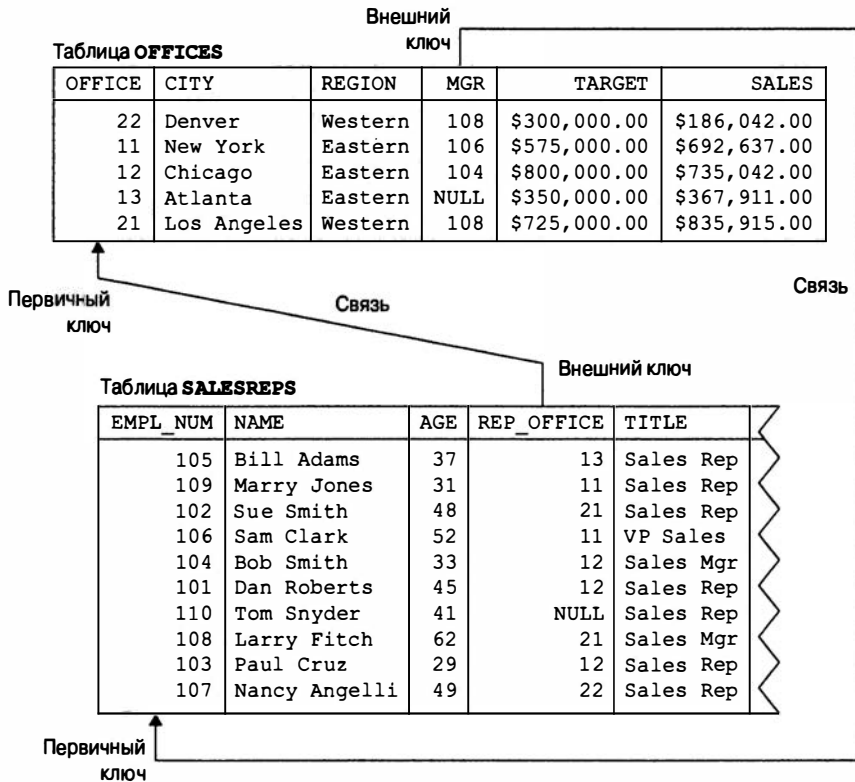 Внешний
ключ
Таблица OFFICES
OFFICE CITY REGION MGR TARGET SALES
22 Denver Western 108 $300,000.00 $186,042.00
11 New York Eastern 106 $575,000.00 $692,637.00
12 Chicago Eastern 104 $800,000.00 $735,042.00
13 Atlanta Eastern NULL $350,000.00 $367,911.00
21 Los Angeles Western 108 $725,000.00 $835,915.00
Первичный
ключ
Связь
Связь
Внешний ключ
Таблица SALESREPS
EMPL_NUM NAME AGE REP_OFFICE TITLE
105 Bill Adams 37 13 Sales Rep
109 Marry Jones 31 11 Sales Rep
102 Sue Smith 48 21 Sales Rep
106 Sam Clark 52 11 VP Sales
104 Bob Smith 33 12 Sales Mgr
101 Dan Roberts 45 12 Sales Rep
110 Tom Snyder 41 NULL Sales Rep
108 Larry Fitch 62 21 Sales Mgr
103 Paul Cruz 29 12 Sales Rep
107 Nancy Angelli 49 22 Sales Rep
Первичный
ключ